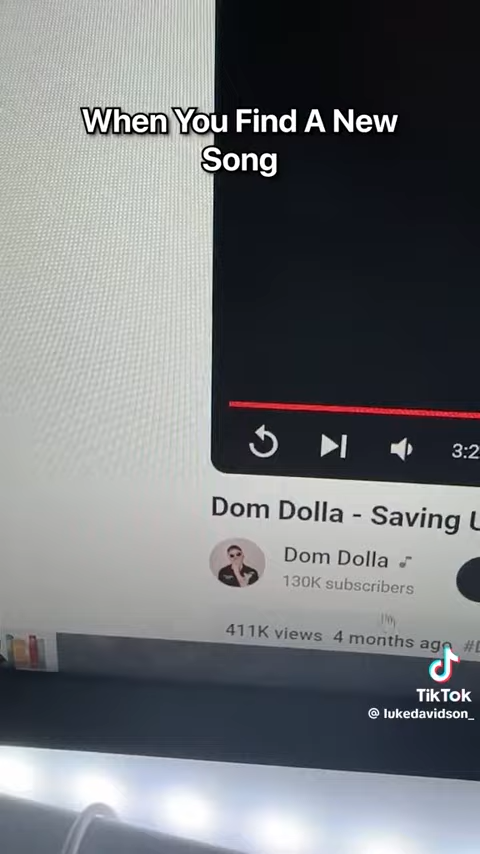 When You Find A New
Song
3:2
Dom Dolla - Saving U
Dom Dolla
130K subscribers
411K views 4 months ago #
TikTok
@ lukedavidson_